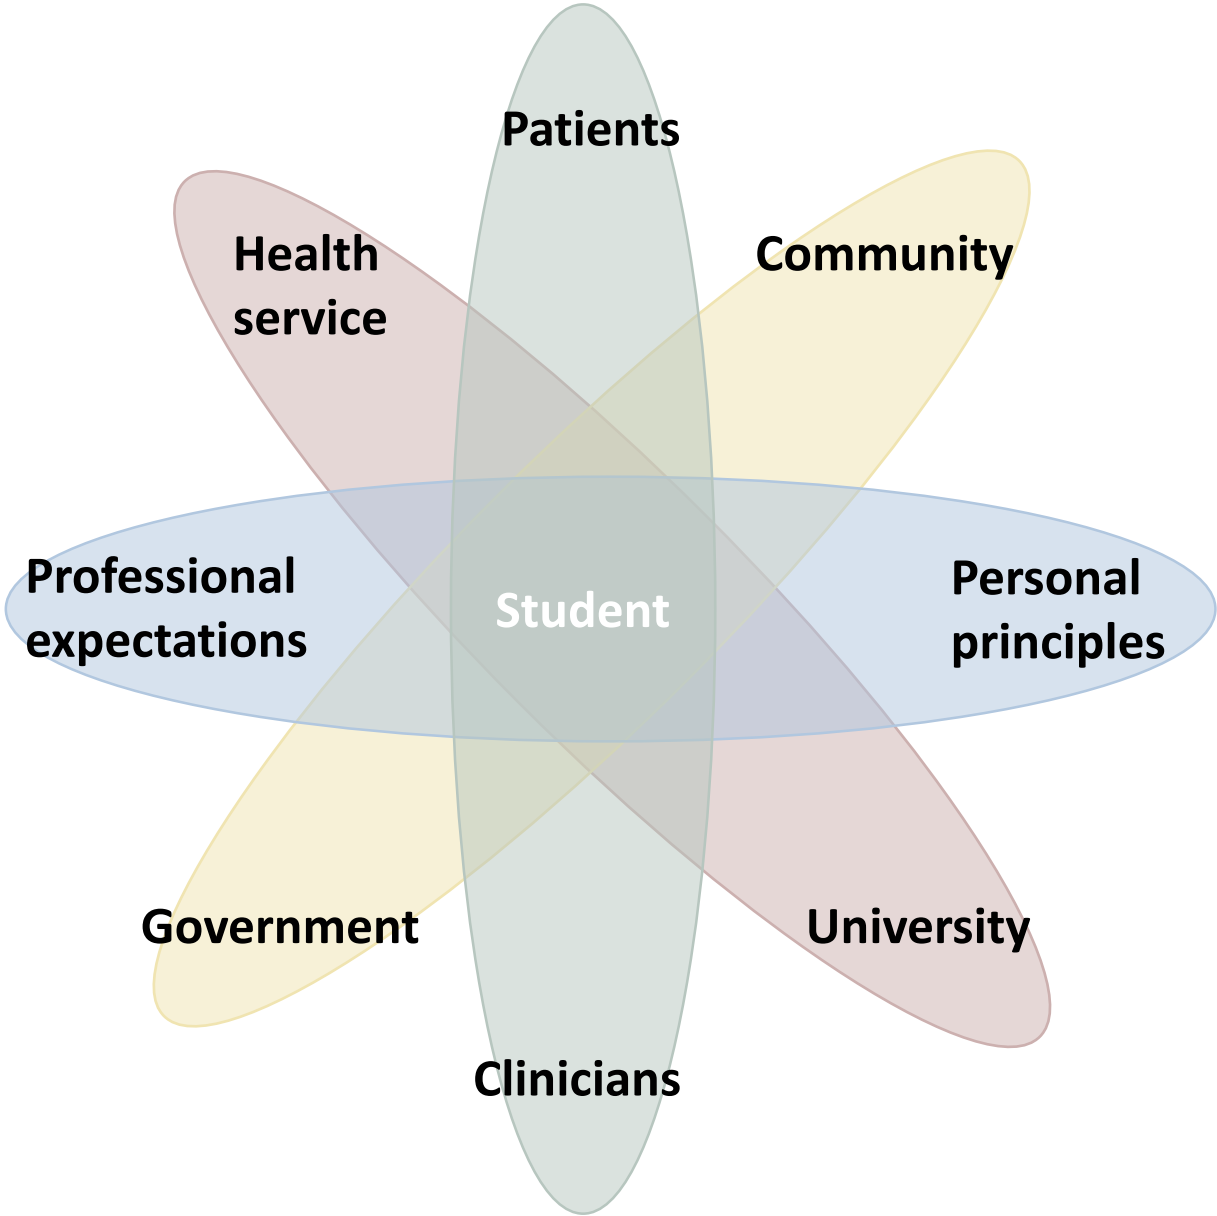 Patients
Health
service
Community
Professional
expectations
Student
Personal
principles
Government
University
Clinicians